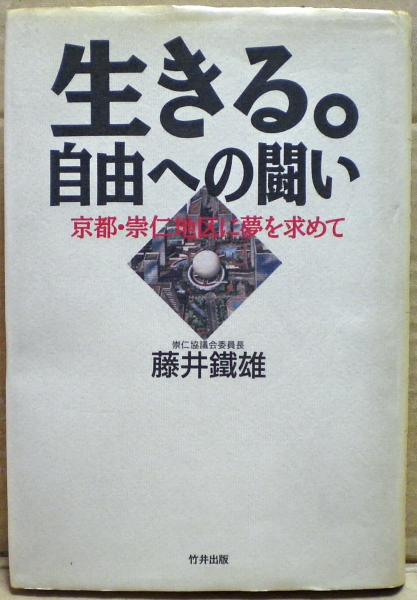 生きる。
自由への闘い
京都・崇仁地区に夢を求めて
崇仁協議会委員長
藤井鐵雄
竹井出版